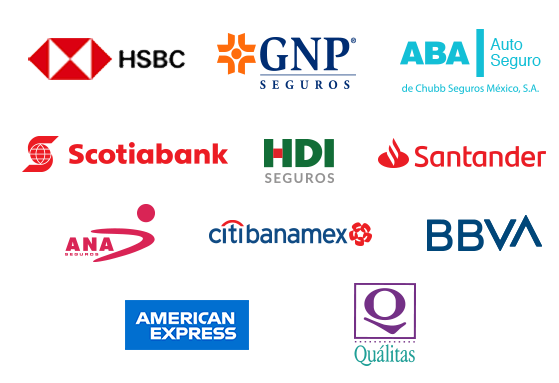 HSBC
GNP®
SEGUROS
ABA Auto
Seguro
de Chubb Seguros México, S.A.
Scotiabank
HDI
SEGUROS
Santander
ANA
SEGUROS
citibanamex
BBVA
AMERICAN
EXPRESS
Q
Quálitas